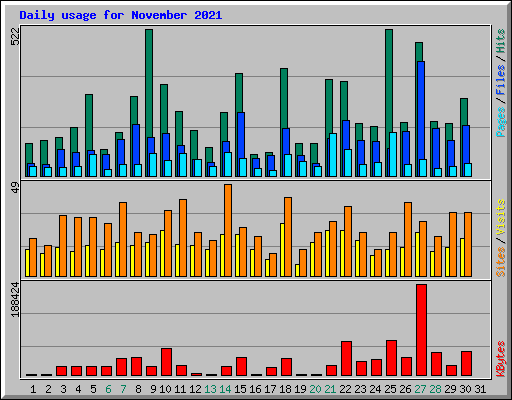 Daily usage for November 2021
522
Pages / Files / Hits
49
Sites / Visits
188424
KBytes
1 2 3 4 5 6 7 8 9 10 11 12 13 14 15 16 17 18 19 20 21 22 23 24 25 26 27 28 29 30 31